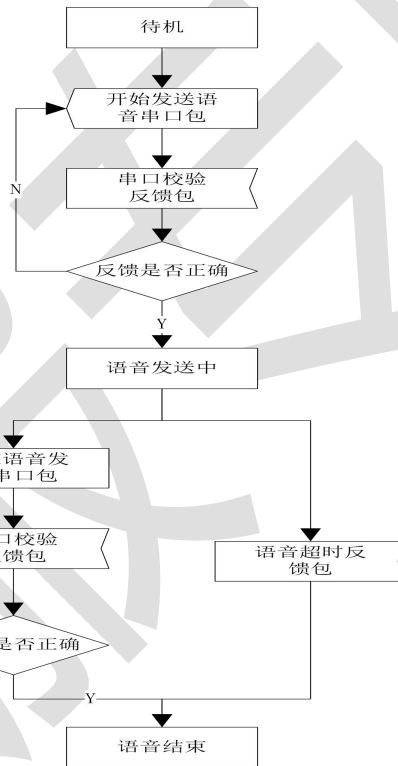 待机
开始发送语
音串口包
串口校验
反馈包
反馈是否正确
N
Y
语音发送中
语音发
串口包
口校验
馈包
是否正确
语音超时反
馈包
Y
语音结束